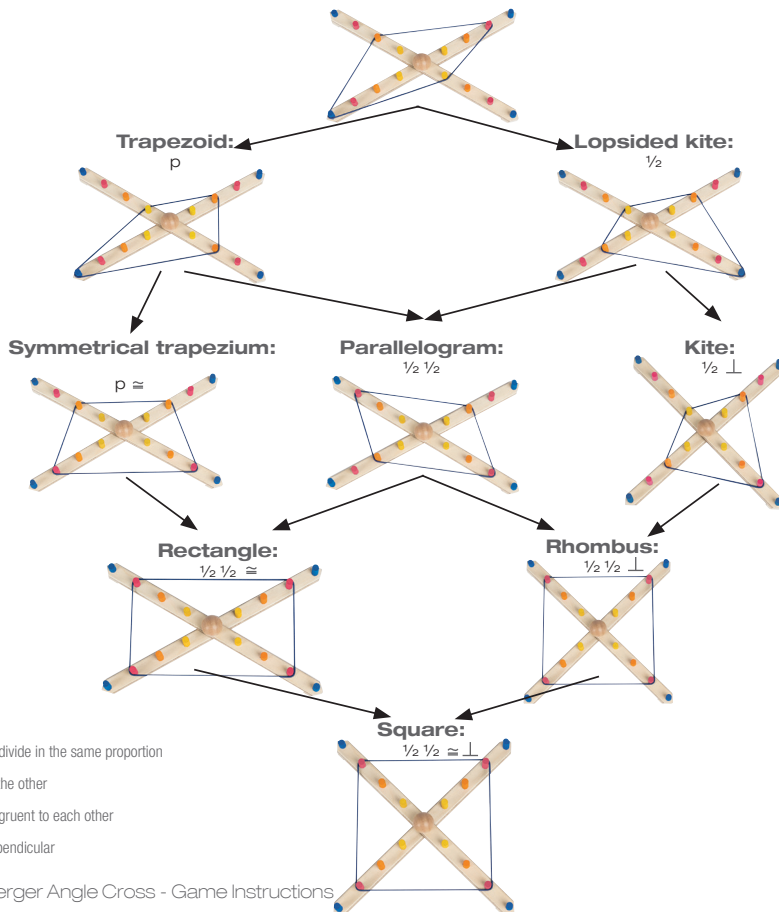 Trapezoid:
p
Lopsided kite:
½
Symmetrical trapezium:
p ≅
Parallelogram:
½ ½
Kite:
½ ⊥
Rectangle:
½ ½ ≅
Rhombus:
½ ½ ⊥
Square:
½ ½ ≃ ⊥
divide in the same proportion
the other
gruent to each other
pendicular
erger Angle Cross - Game Instructions